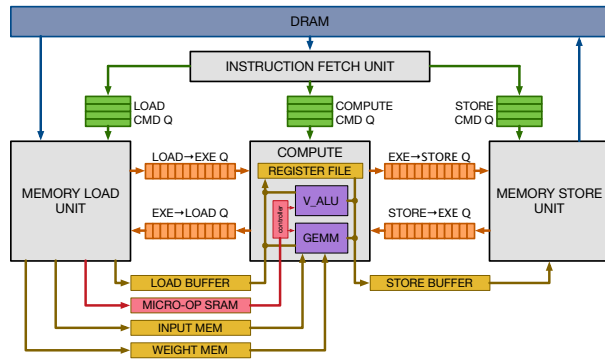 DRAM
INSTRUCTION FETCH UNIT
LOAD
CMD Q
COMPUTE
CMD Q
STORE
CMD Q
MEMORY LOAD
UNIT
LOAD→EXE Q
EXE→LOAD Q
COMPUTE
REGISTER FILE
V_ALU
controller
GEMM
EXE→STORE Q
STORE→EXE Q
MEMORY STORE
UNIT
LOAD BUFFER
STORE BUFFER
MICRO-OP SRAM
INPUT MEM
WEIGHT MEM